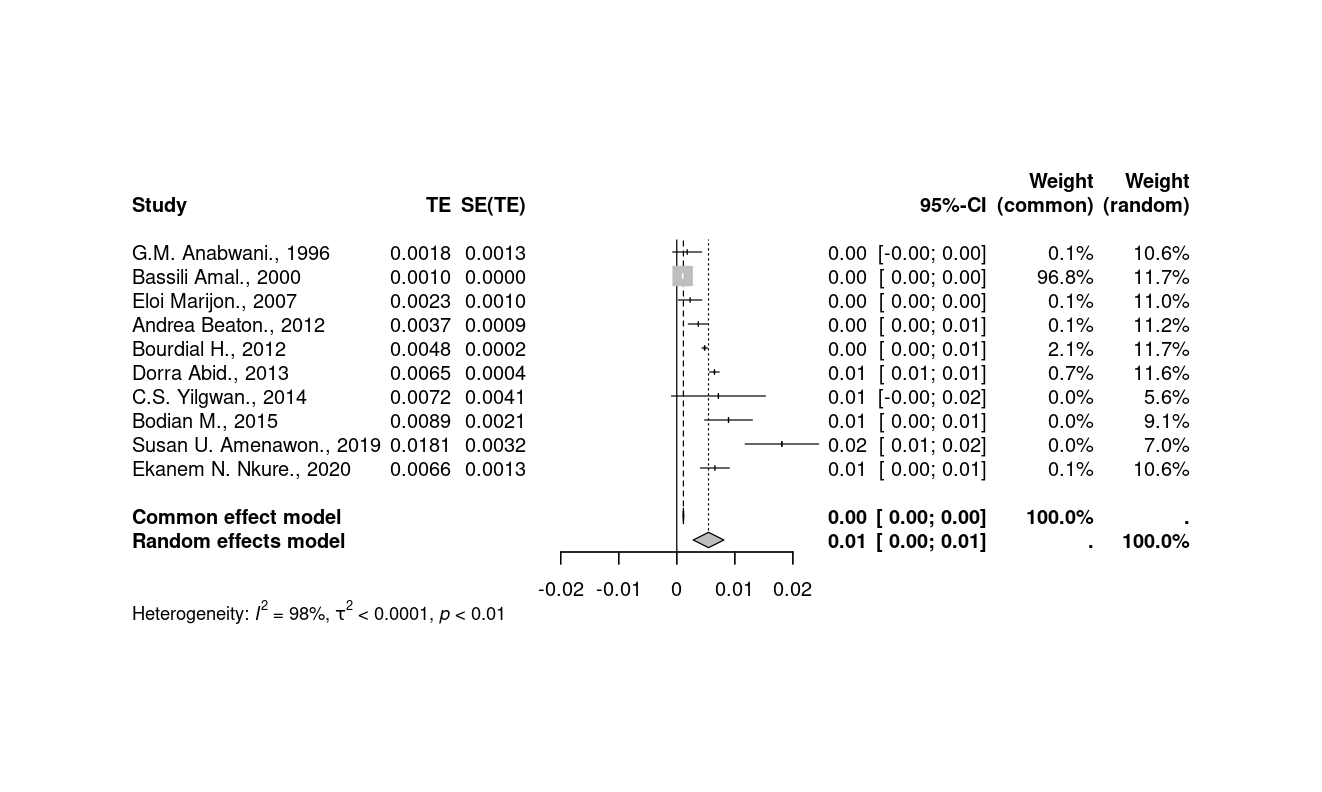 Weight Weight
Study TE SE(TE) 95%-CI (common) (random)
G.M. Anabwani., 1996 0.0018 0.0013 0.00 [-0.00; 0.00] 0.1% 10.6%
Bassili Amal., 2000 0.0010 0.0000 0.00 [ 0.00; 0.00] 96.8% 11.7%
Eloi Marijon., 2007 0.0023 0.0010 0.00 [ 0.00; 0.00] 0.1% 11.0%
Andrea Beaton., 2012 0.0037 0.0009 0.00 [ 0.00; 0.01] 0.1% 11.2%
Bourdial H., 2012 0.0048 0.0002 0.00 [ 0.00; 0.01] 2.1% 11.7%
Dorra Abid., 2013 0.0065 0.0004 0.01 [ 0.01; 0.01] 0.7% 11.6%
C.S. Yilgwan., 2014 0.0072 0.0041 0.01 [-0.00; 0.02] 0.0% 5.6%
Bodian M., 2015 0.0089 0.0021 0.01 [ 0.00; 0.01] 0.0% 9.1%
Susan U. Amenawon., 2019 0.0181 0.0032 0.02 [ 0.01; 0.02] 0.0% 7.0%
Ekanem N. Nkure., 2020 0.0066 0.0013 0.01 [ 0.00; 0.01] 0.1% 10.6%
Common effect model 0.00 [ 0.00; 0.00] 100.0% .
Random effects model 0.01 [ 0.00; 0.01] . 100.0%
-0.02 -0.01 0 0.01 0.02
Heterogeneity: I² = 98%, τ² < 0.0001, p < 0.01